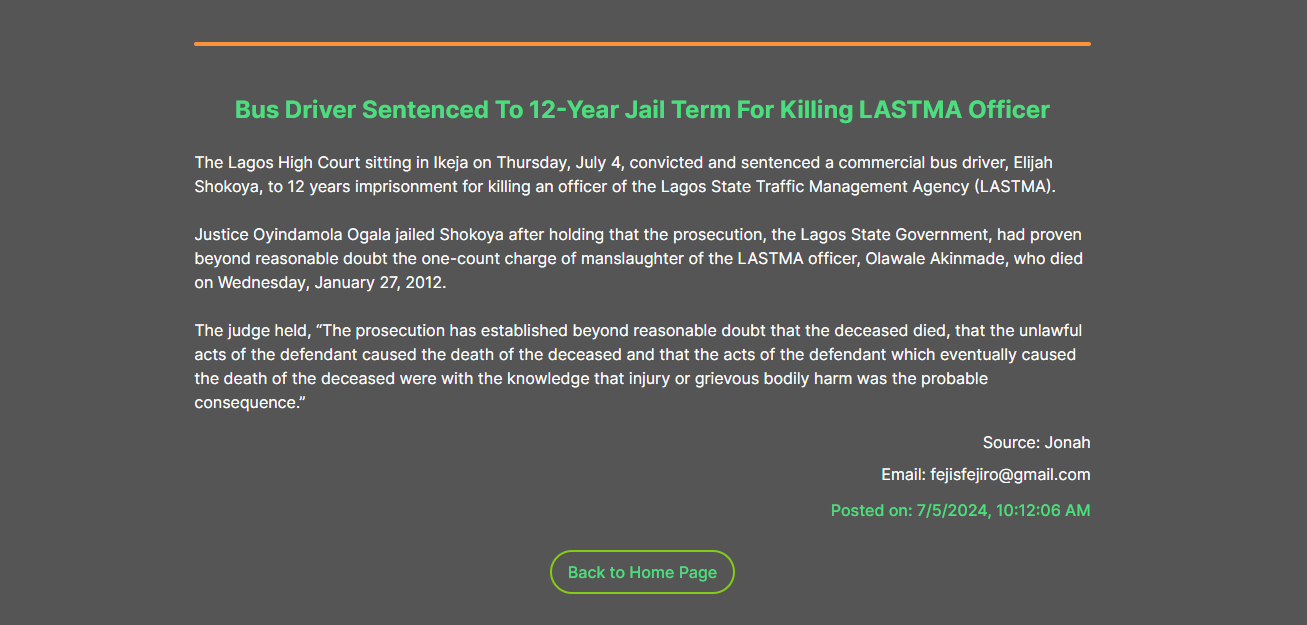 Bus Driver Sentenced To 12-Year Jail Term For Killing LASTMA Officer
The Lagos High Court sitting in Ikeja on Thursday, July 4, convicted and sentenced a commercial bus driver, Elijah
Shokoya, to 12 years imprisonment for killing an officer of the Lagos State Traffic Management Agency (LASTMA).
Justice Oyindamola Ogala jailed Shokoya after holding that the prosecution, the Lagos State Government, had proven
beyond reasonable doubt the one-count charge of manslaughter of the LASTMA officer, Olawale Akinmade, who died
on Wednesday, January 27, 2012.
The judge held, “The prosecution has established beyond reasonable doubt that the deceased died, that the unlawful
acts of the defendant caused the death of the deceased and that the acts of the defendant which eventually caused
the death of the deceased were with the knowledge that injury or grievous bodily harm was the probable
consequence.”
Source: Jonah
Email: fejisfejiro@gmail.com
Posted on: 7/5/2024, 10:12:06 AM
Back to Home Page